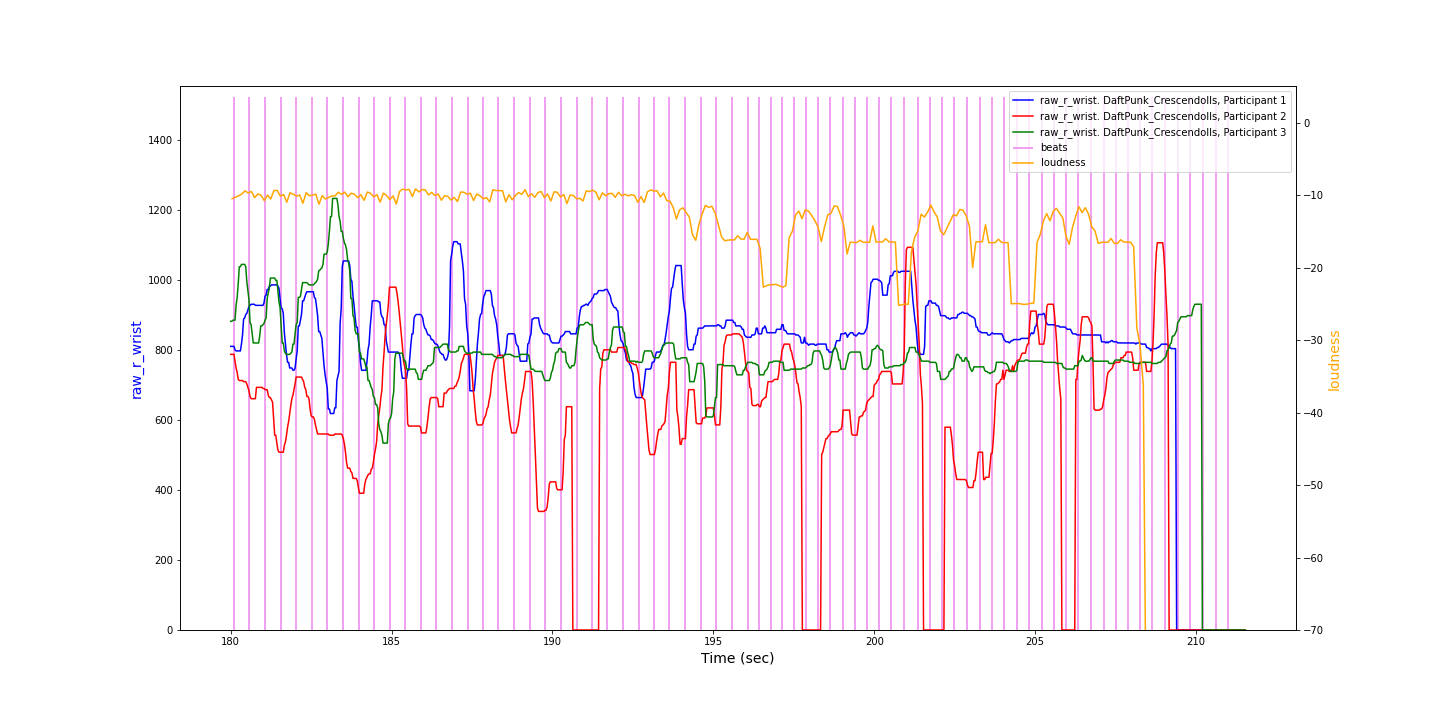 raw_r_wrist. DaftPunk_Crescendolls, Participant 1
raw_r_wrist. DaftPunk_Crescendolls, Participant 2
raw_r_wrist. DaftPunk_Crescendolls, Participant 3
beats
loudness
1400
1200
1000
800
600
400
200
0
raw_r_wrist
0
−10
−20
−30
−40
−50
−60
−70
loudness
180
185
190
195
200
205
210
Time (sec)